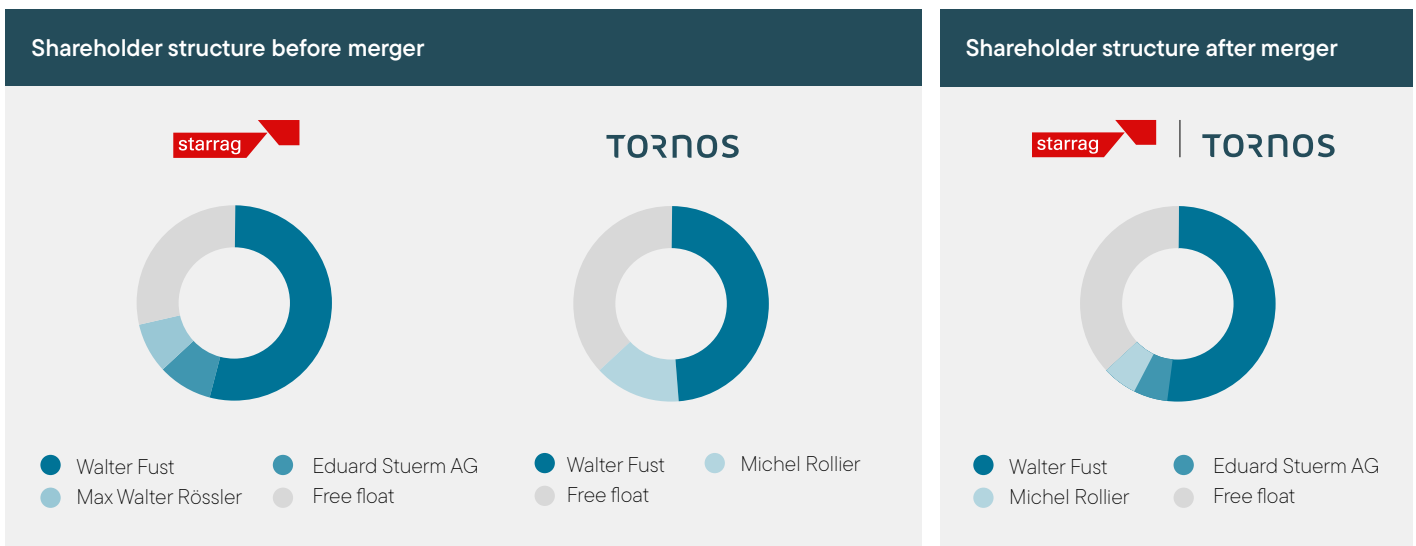 Shareholder structure before merger
starrag
TORNOS
Walter Fust
Eduard Stuerm AG
Max Walter Rössler
Free float
Walter Fust
Michel Rollier
Free float
Shareholder structure after merger
starrag
TORNOS
Walter Fust
Eduard Stuerm AG
Michel Rollier
Free float